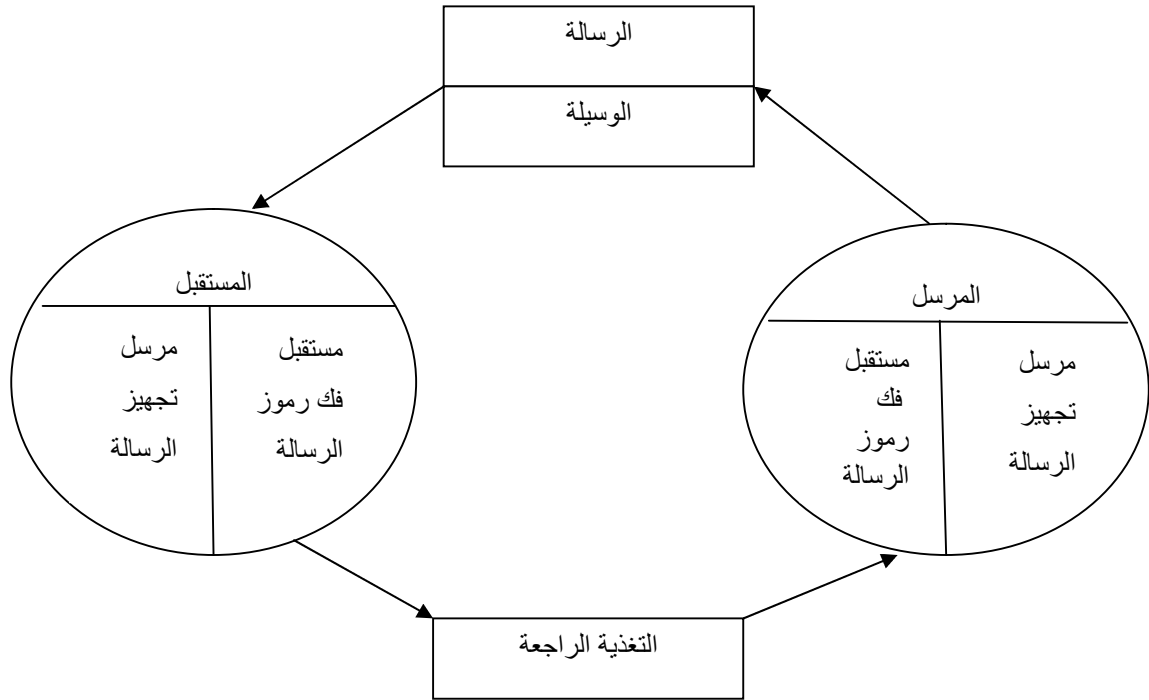 الرسالة
الوسيلة
المرسل
مرسل
تجهيز
الرسالة
مستقبل
فك
رموز
الرسالة
المستقبل
مستقبل
فك رموز
الرسالة
مرسل
تجهيز
الرسالة
التغذية الراجعة